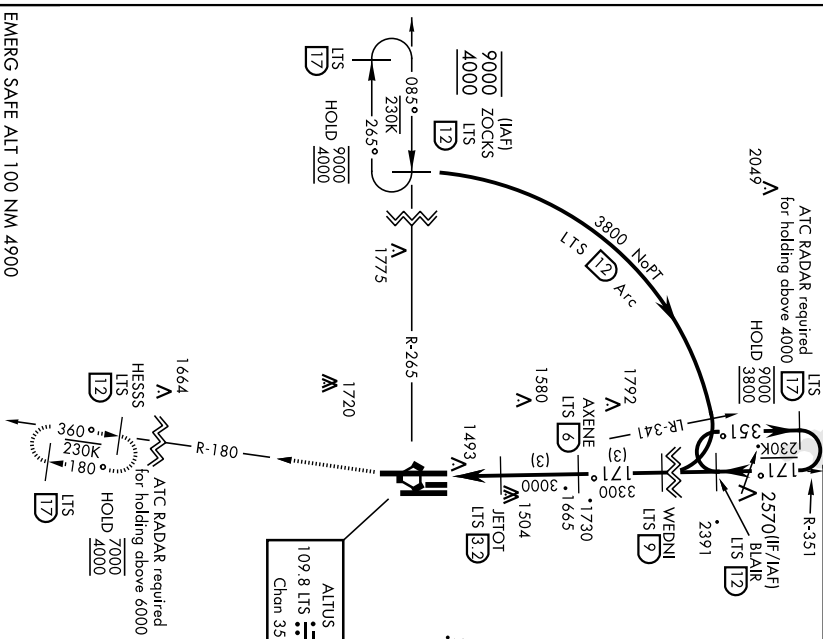 EMERG SAFE ALT 100 NM 4900
9000
4000
(IAF)
ZOCKS
LTS
12
LTS
17
085°
230K
265°
HOLD
9000
4000
1775
R-265
3800 NoPT
LTS 12 Arc
2049
ATC RADAR required
for holding above 4000
LTS
17
HOLD
9000
3800
351°
230K
171°
R-351
2570
(IF/IAF)
BLAIR
LTS 12
2391
LR-341
WEDNI
LTS 9
1792
AXENE
LTS 6
1580
(3)
171°
3300
(3)
3000
1730
1665
1504
JETOT
LTS 3.2
1493
1720
ALTUS
109.8 LTS
Chan 35
R-180
1664
HESSS
LTS
12
360°
230K
180°
LTS
17
HOLD
7000
4000
ATC RADAR required
for holding above 6000